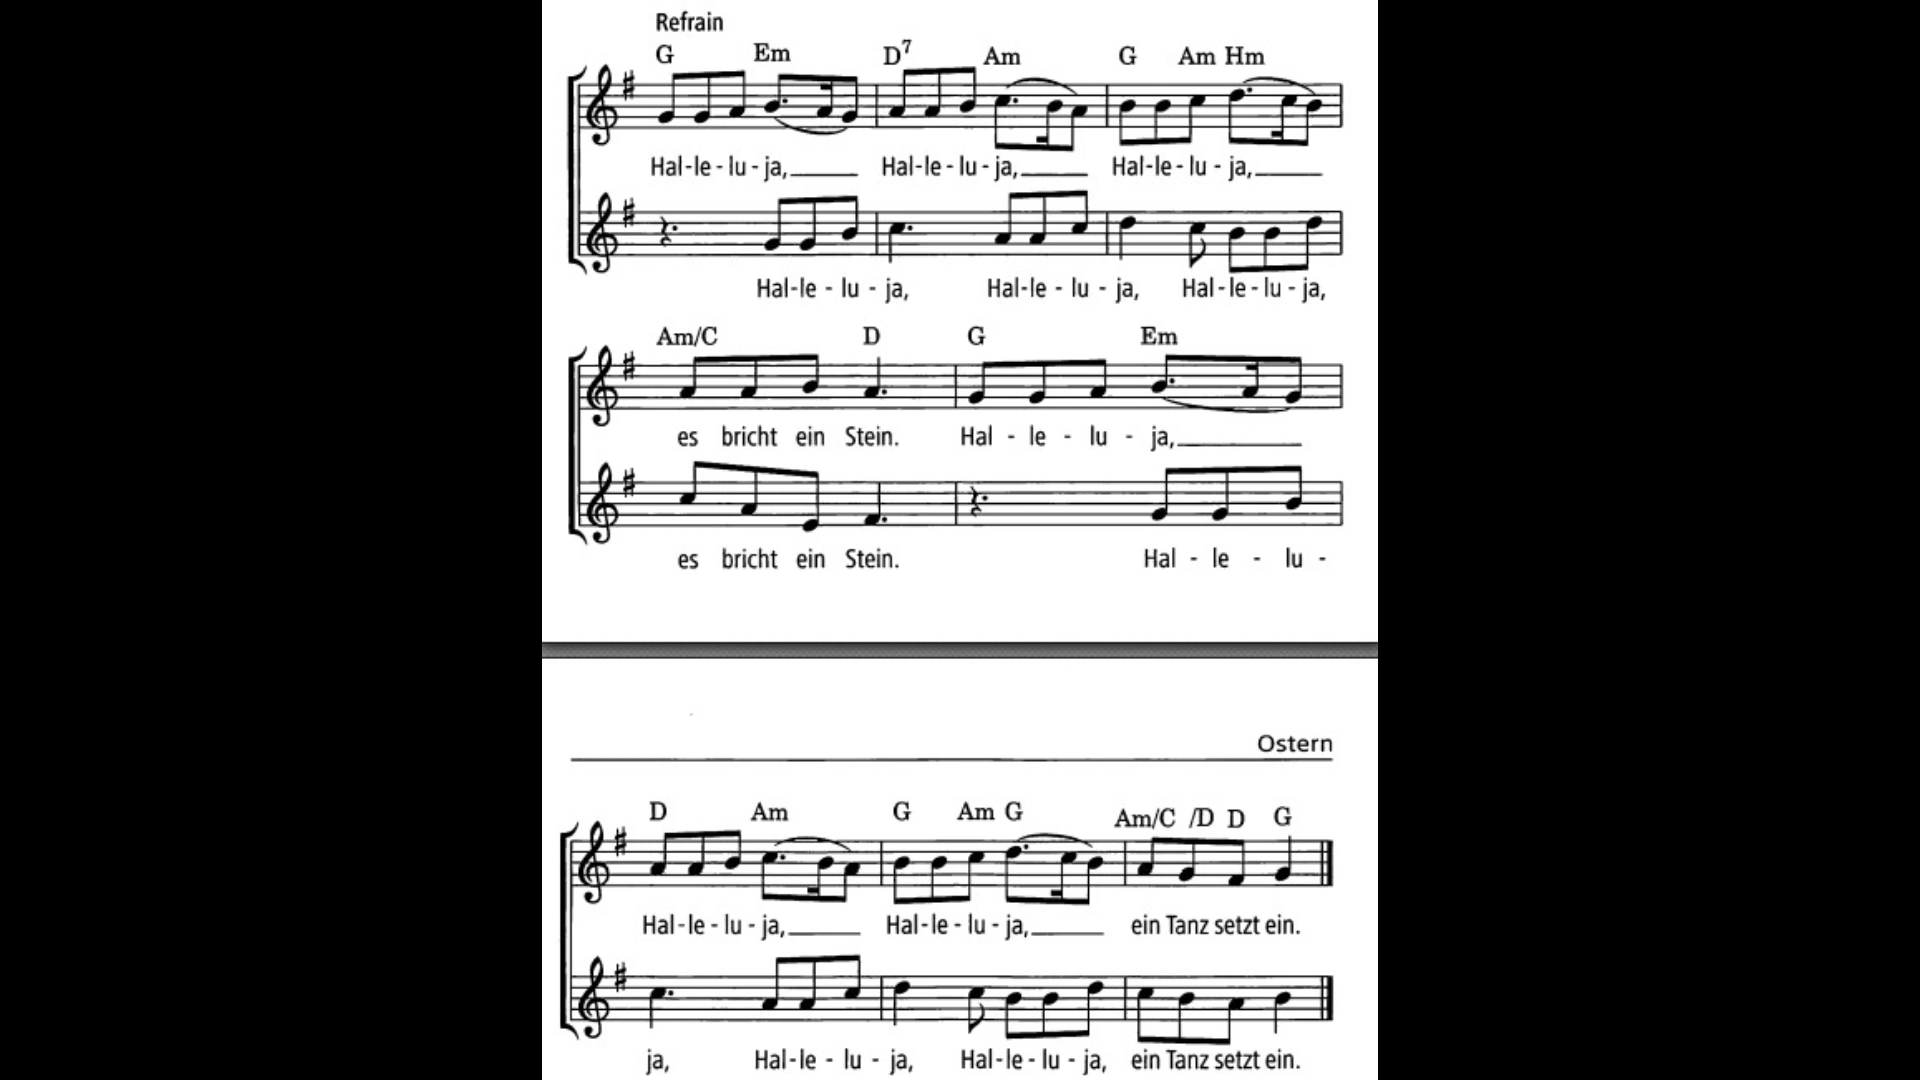 Refrain
G Em D7 Am G Am Hm
Hal-le-lu-ja, Hal-le-lu-ja, Hal-le-lu-ja,
Hal-le-lu-ja, Hal-le-lu-ja, Hal-le-lu-ja,
Am/C D G Em
es bricht ein Stein. Hal-le-lu-ja,
es bricht ein Stein. Hal-le-lu-
Ostern
D Am G Am G Am/C /D D G
Hal-le-lu-ja, Hal-le-lu-ja, ein Tanz setzt ein.
ja, Hal-le-lu-ja, Hal-le-lu-ja, ein Tanz setzt ein.